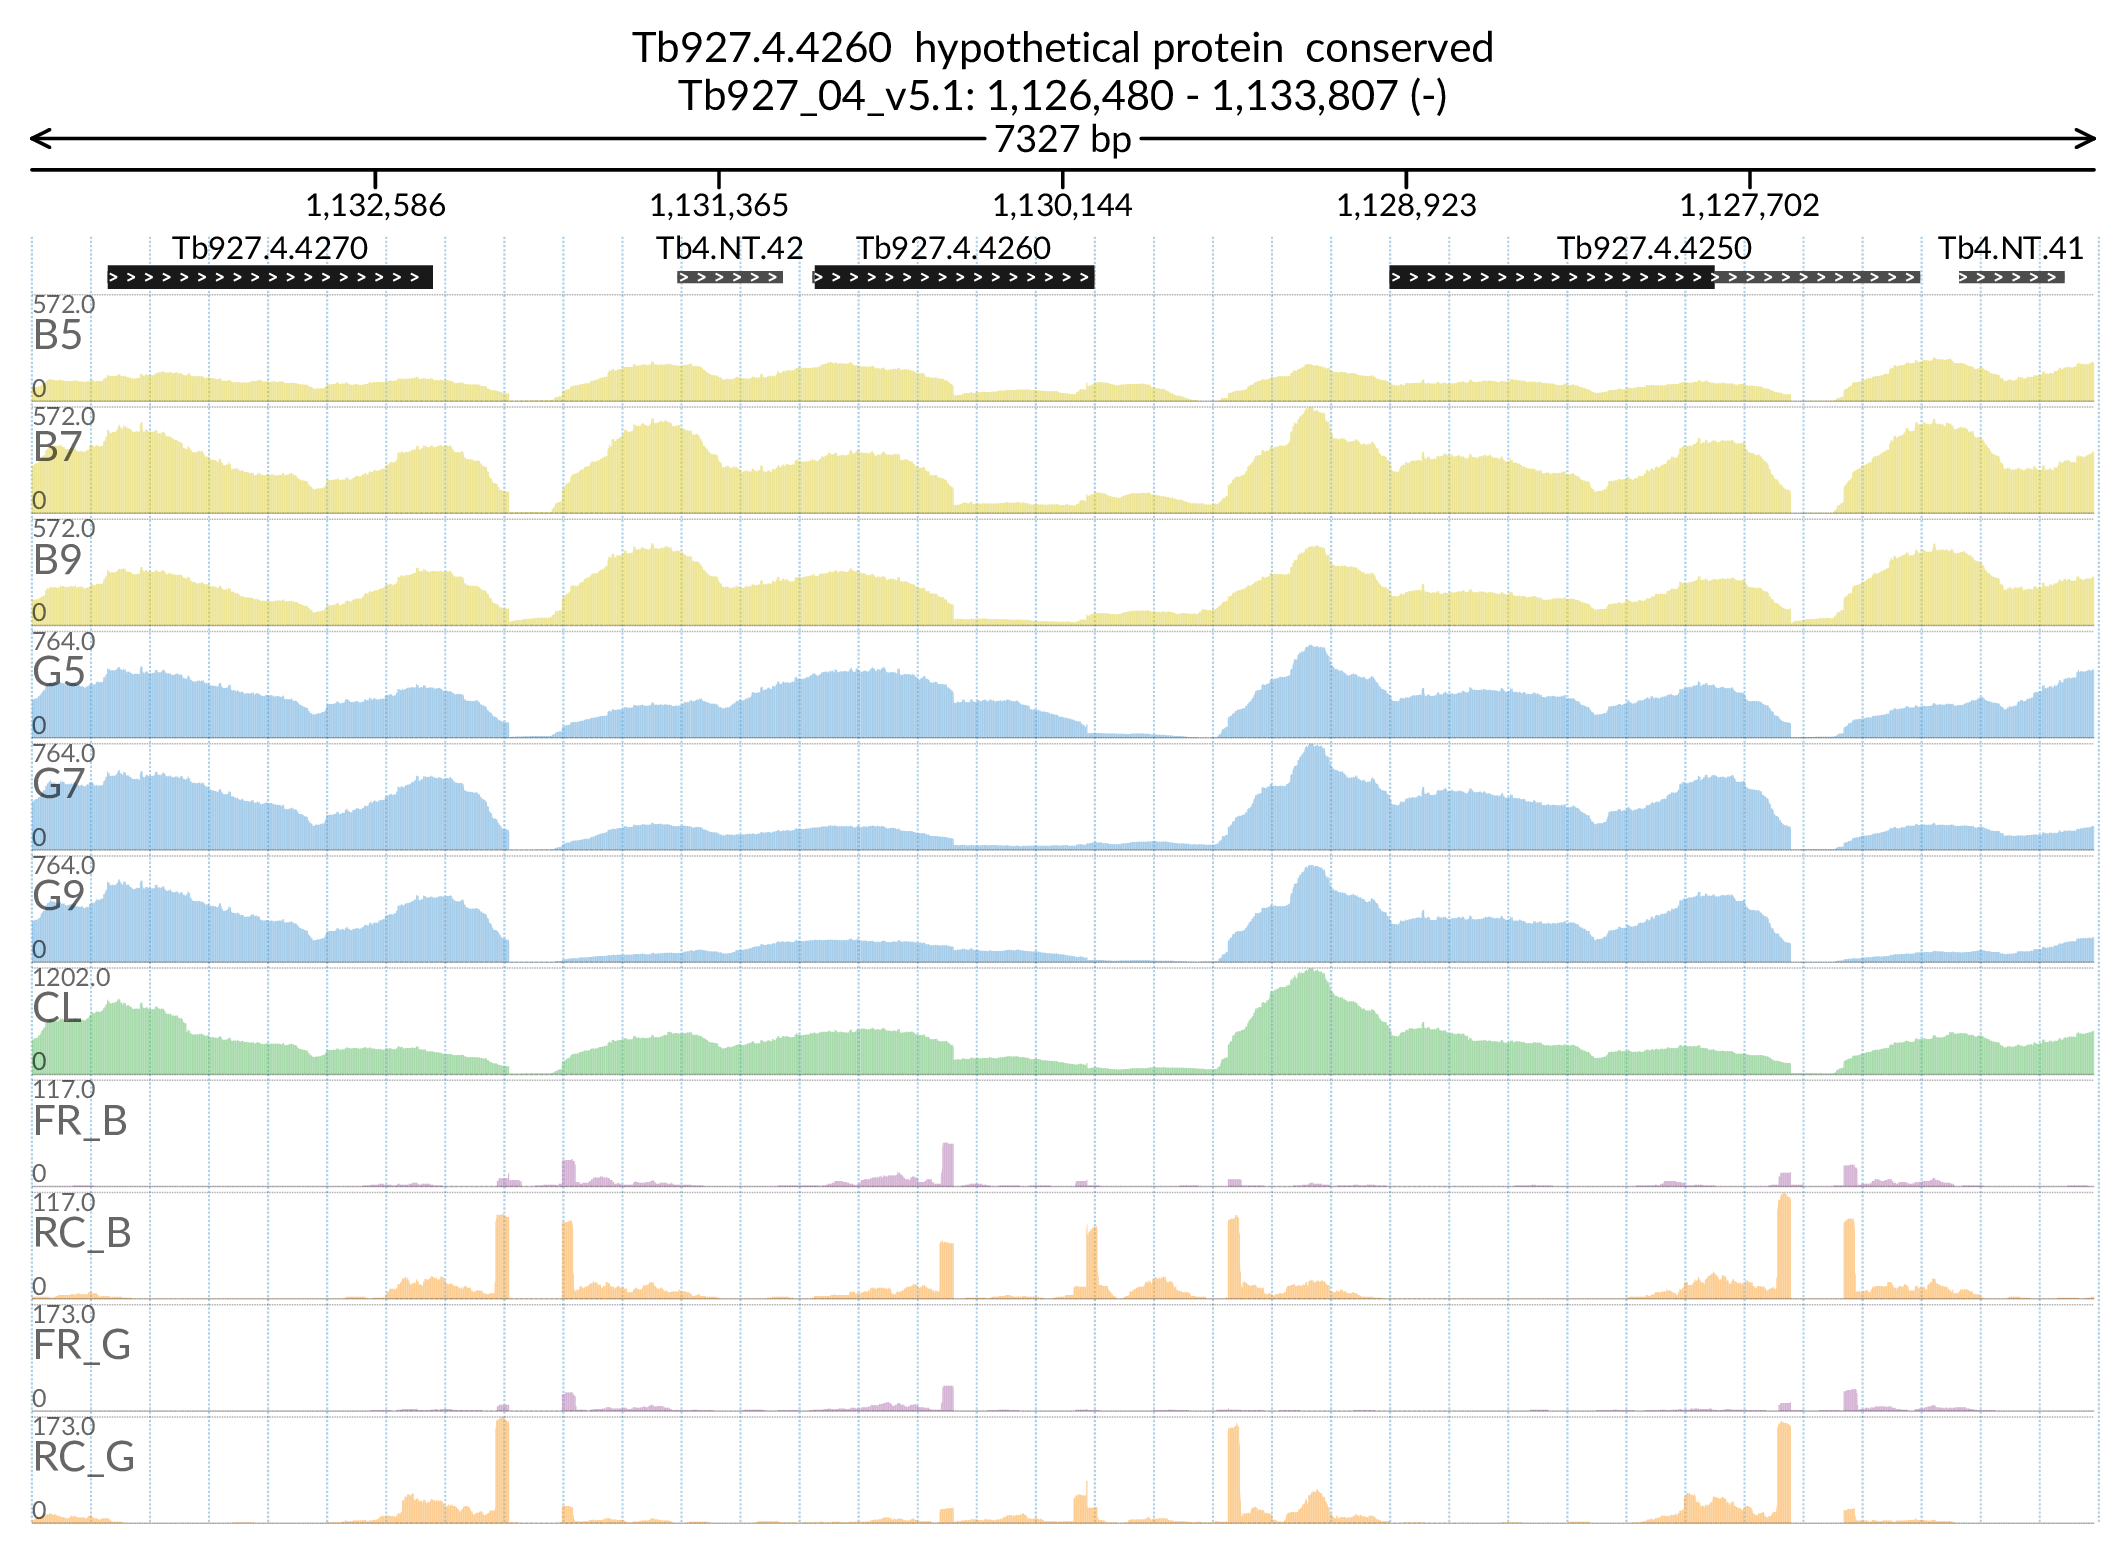 Tb927.4.4260  hypothetical protein  conserved
Tb927_04_v5.1: 1,126,480 - 1,133,807 (-)
7327 bp
1,132,586 1,131,365 1,130,144 1,128,923 1,127,702
Tb927.4.4270 Tb4.NT.42 Tb927.4.4260 Tb927.4.4250 Tb4.NT.41
572.0
B5
0
572.0
B7
0
572.0
B9
0
764.0
G5
0
764.0
G7
0
764.0
G9
0
1202.0
CL
0
117.0
FR_B
0
117.0
RC_B
0
173.0
FR_G
0
173.0
RC_G
0